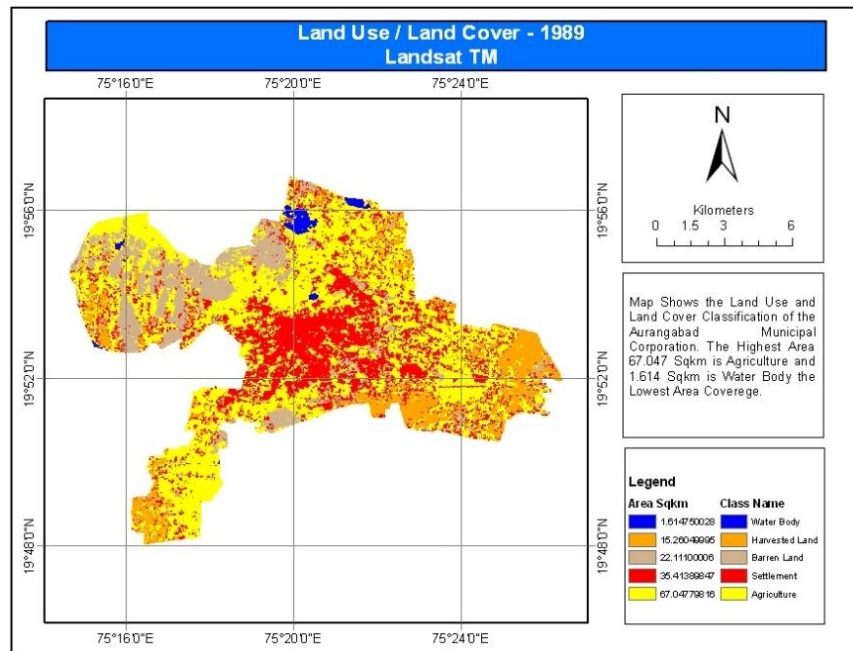 Land Use / Land Cover - 1989
Landsat TM
75°16'0"E 75°20'0"E 75°24'0"E
19°56'0"N 19°56'0"N
19°52'0"N 19°52'0"N
19°48'0"N 19°48'0"N
75°16'0"E 75°20'0"E 75°24'0"E
N
Kilometers
0 1.5 3 6
Map Shows the Land Use and
Land Cover Classification of the
Aurangabad Municipal
Corporation. The Highest Area
67.047 Sqkm is Agriculture and
1.614 Sqkm is Water Body the
Lowest Area Coverege.
Legend
Area Sqkm Class Name
1.614750028 Water Body
15.26049995 Harvested Land
22.11100006 Barren Land
35.41389847 Settlement
67.04779816 Agriculture